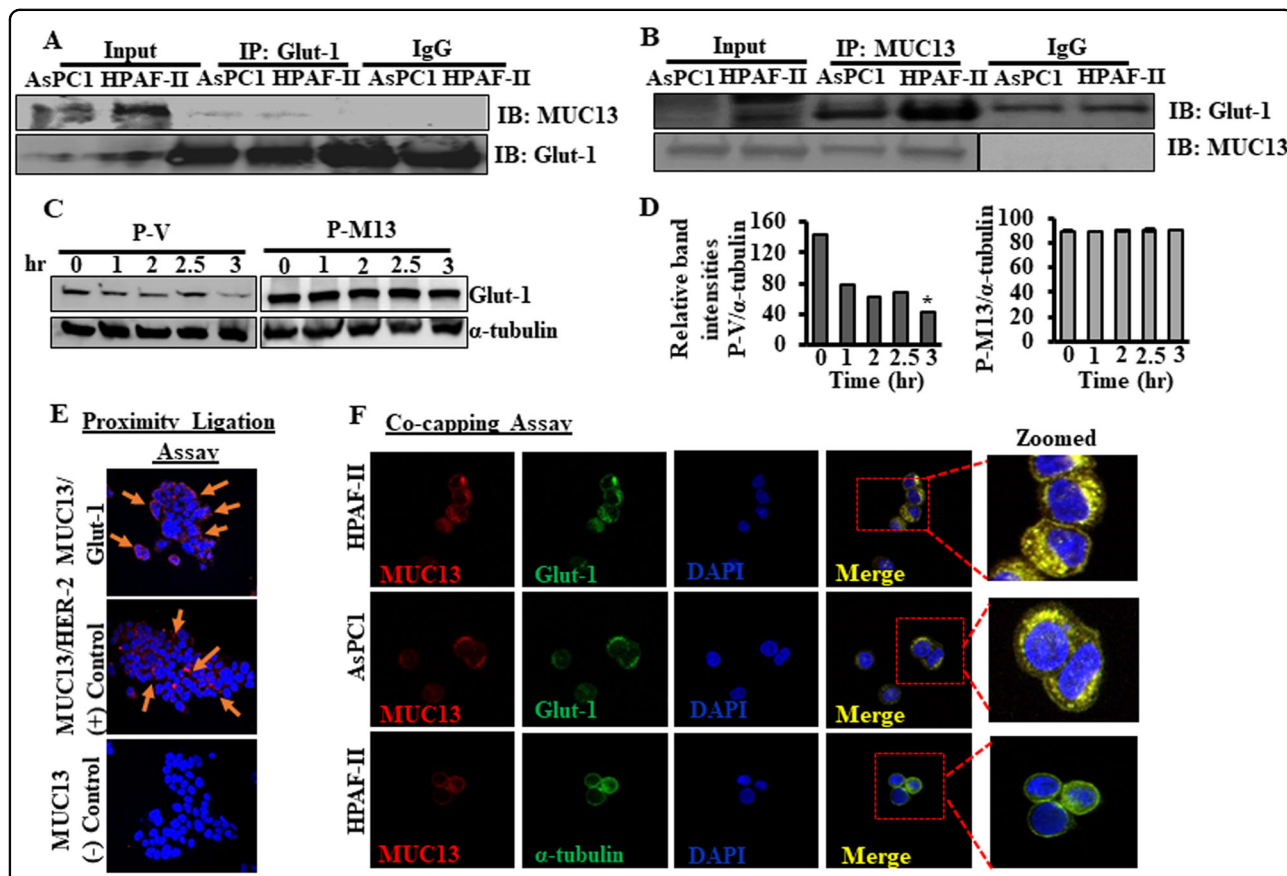 A
Input IP: Glut-1 IgG
AsPC1 HPAF-II AsPC1 HPAF-II AsPC1 HPAF-II
IB: MUC13
IB: Glut-1
B
Input IP: MUC13 IgG
AsPC1 HPAF-II AsPC1 HPAF-II AsPC1 HPAF-II
IB: Glut-1
IB: MUC13
C
P-V P-M13
hr 0 1 2 2.5 3 0 1 2 2.5 3
Glut-1
α-tubulin
D
Relative band
intensities
P-V/α-tubulin
160
120
80
40
0
*
0 1 2 2.5 3
Time (hr)
P-M13/α-tubulin
100
80
60
40
20
0
0 1 2 2.5 3
Time (hr)
E Proximity Ligation
Assay
MUC13/
Glut-1
MUC13/HER-2
(+) Control
MUC13
(-) Control
F Co-capping Assay
Zoomed
HPAF-II
MUC13 Glut-1 DAPI Merge
AsPC1
MUC13 Glut-1 DAPI Merge
HPAF-II
MUC13 α-tubulin DAPI Merge